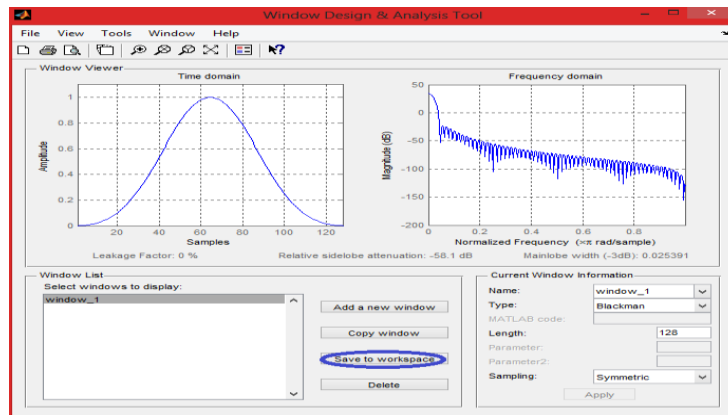 Window Design & Analysis Tool
File View Tools Window Help
Window Viewer
Time domain
Frequency domain
Amplitude
1
0.8
0.6
0.4
0.2
0
20 40 60 80 100 120
Samples
Magnitude (dB)
50
0
-50
-100
-150
-200
0 0.2 0.4 0.6 0.8
Normalized Frequency (×π rad/sample)
Leakage Factor: 0 %
Relative sidelobe attenuation: -58.1 dB
Mainlobe width (-3dB): 0.025391
Window List
Select windows to display:
window_1
Add a new window
Copy window
Save to workspace
Delete
Current Window Information
Name: window_1
Type: Blackman
MATLAB code:
Length: 128
Parameter:
Parameter2:
Sampling: Symmetric
Apply